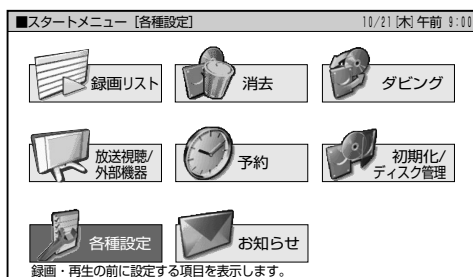 ■スタートメニュー［各種設定］ 10/21[木]午前 9:00
録画リスト 消去 ダビング
放送視聴/
外部機器
予約
初期化/
ディスク管理
各種設定 お知らせ
録画・再生の前に設定する項目を表示します。